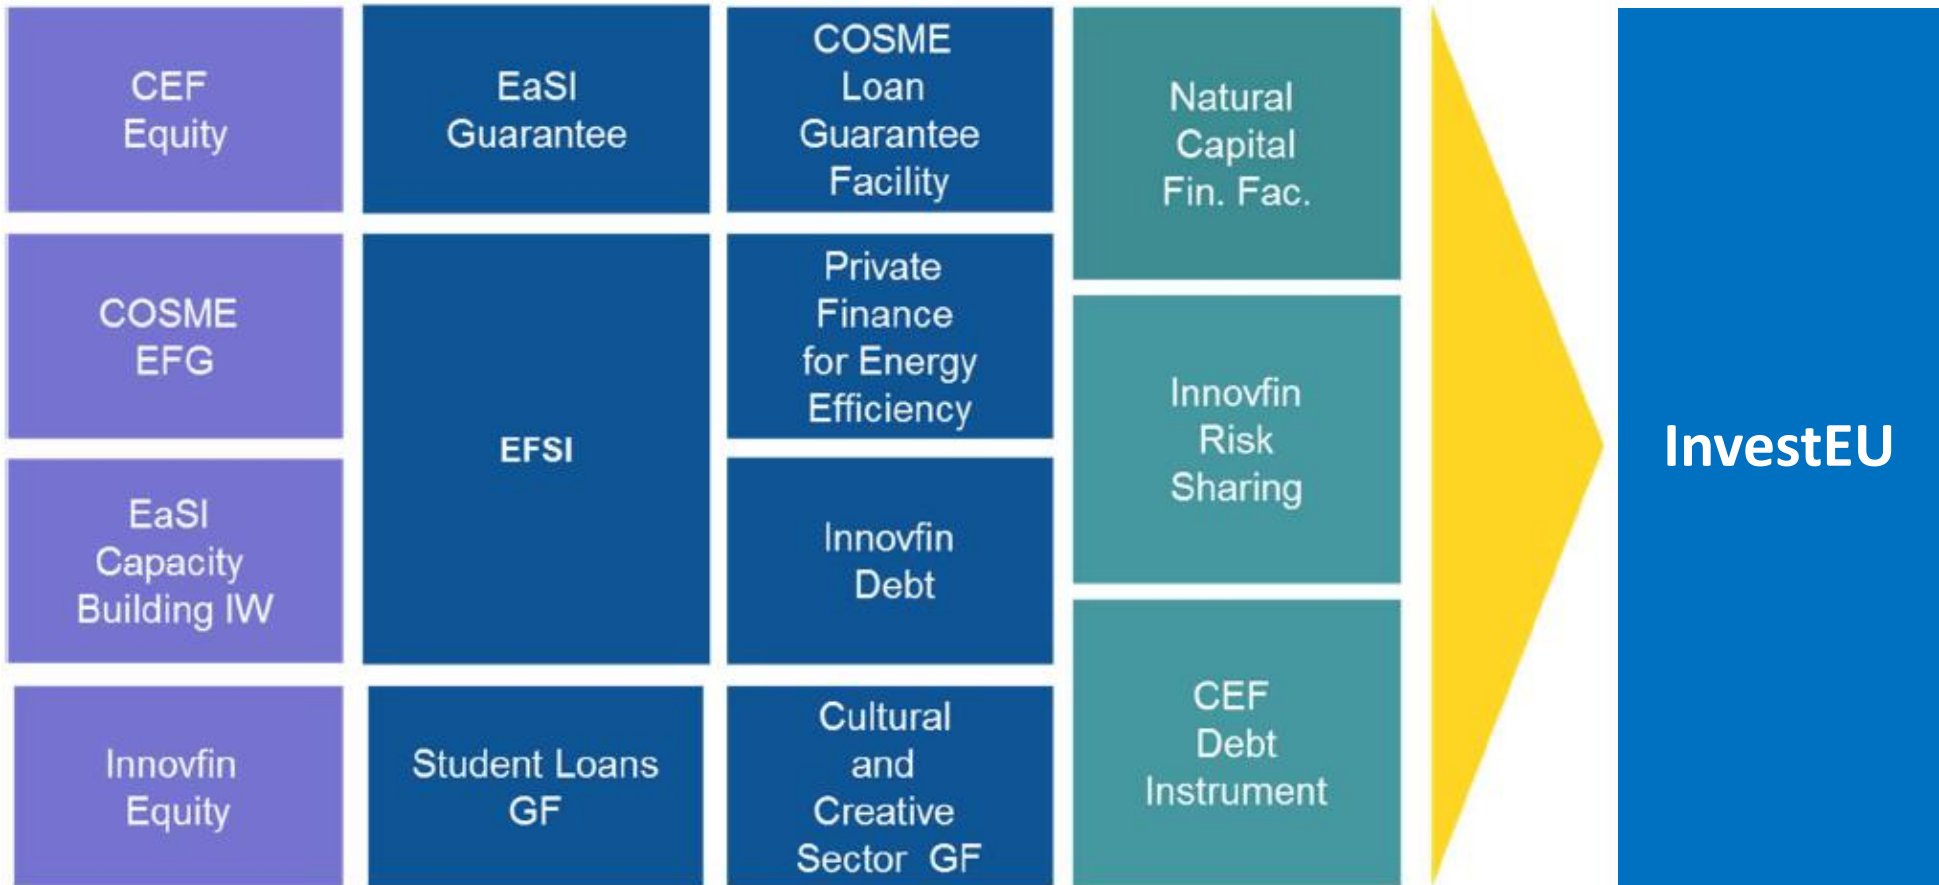 CEF
Equity
COSME
EFG
EaSI
Capacity
Building IW
Innovfin
Equity
EaSI
Guarantee
EFSI
Student Loans
GF
COSME
Loan
Guarantee
Facility
Private
Finance
for Energy
Efficiency
Innovfin
Debt
Cultural
and
Creative
Sector GF
Natural
Capital
Fin. Fac.
Innovfin
Risk
Sharing
CEF
Debt
Instrument
InvestEU